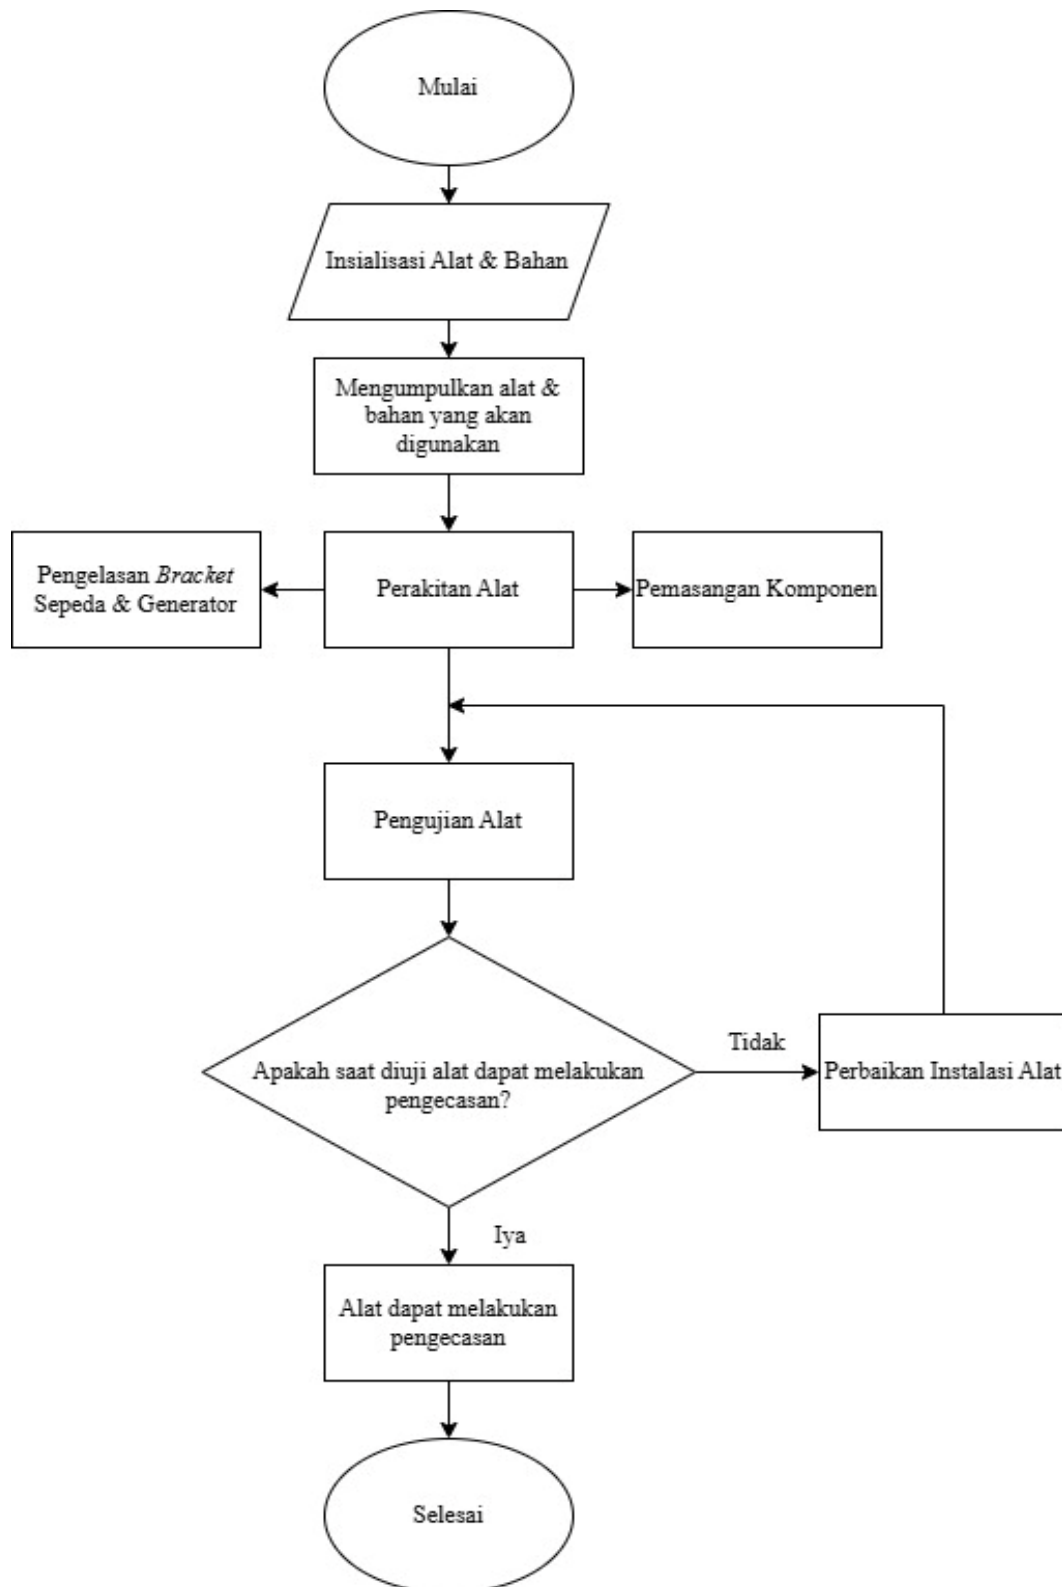 Mulai
Insialisasi Alat & Bahan
Mengumpulkan alat &
bahan yang akan
digunakan
Pengelasan Bracket
Sepeda & Generator
Perakitan Alat
Pemasangan Komponen
Pengujian Alat
Apakah saat diuji alat dapat melakukan
pengecasan?
Tidak
Perbaikan Instalasi Alat
Iya
Alat dapat melakukan
pengecasan
Selesai